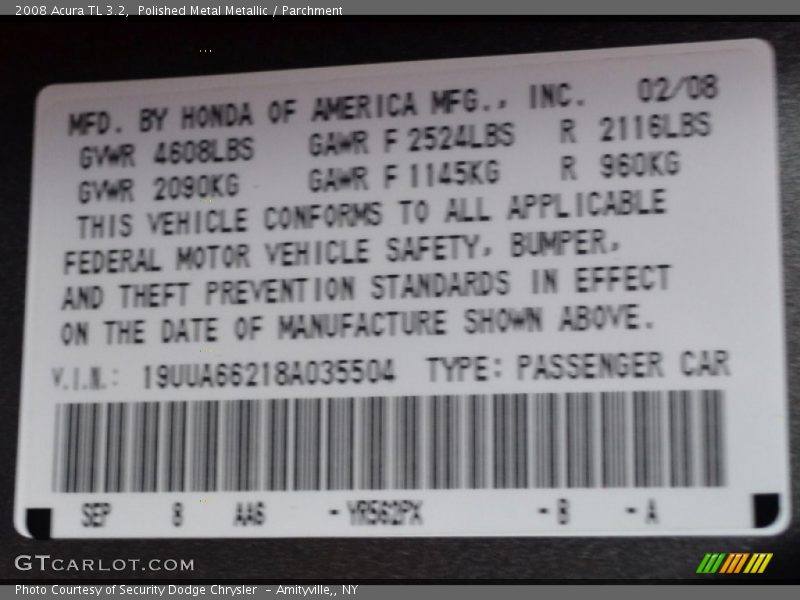 2008 Acura TL 3.2,  Polished Metal Metallic / Parchment
MFD. BY HONDA OF AMERICA MFG., INC. 02/08
GVWR 4608LBS GAWR F 2524LBS R 2116LBS
GVWR 2090KG GAWR F 1145KG R 960KG
THIS VEHICLE CONFORMS TO ALL APPLICABLE
FEDERAL MOTOR VEHICLE SAFETY, BUMPER,
AND THEFT PREVENTION STANDARDS IN EFFECT
ON THE DATE OF MANUFACTURE SHOWN ABOVE.
V.I.N.: 19UUA66218A035504 TYPE: PASSENGER CAR
SEP 8 AA6 -YR562PX -B -A
GTCARLOT.COM
Photo Courtesy of Security Dodge Chrysler  - Amityville,, NY